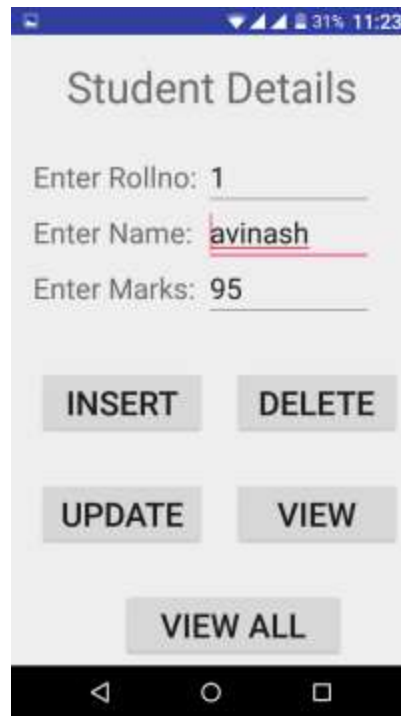 31% 11:23
Student Details
Enter Rollno: 1
Enter Name: avinash
Enter Marks: 95
INSERT DELETE
UPDATE VIEW
VIEW ALL